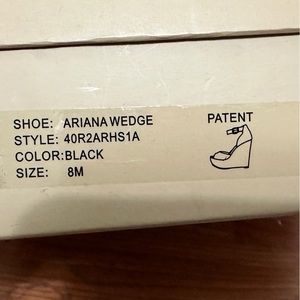 SHOE: ARIANA WEDGE
STYLE: 40R2ARHS1A
COLOR:BLACK
SIZE: 8M
PATENT